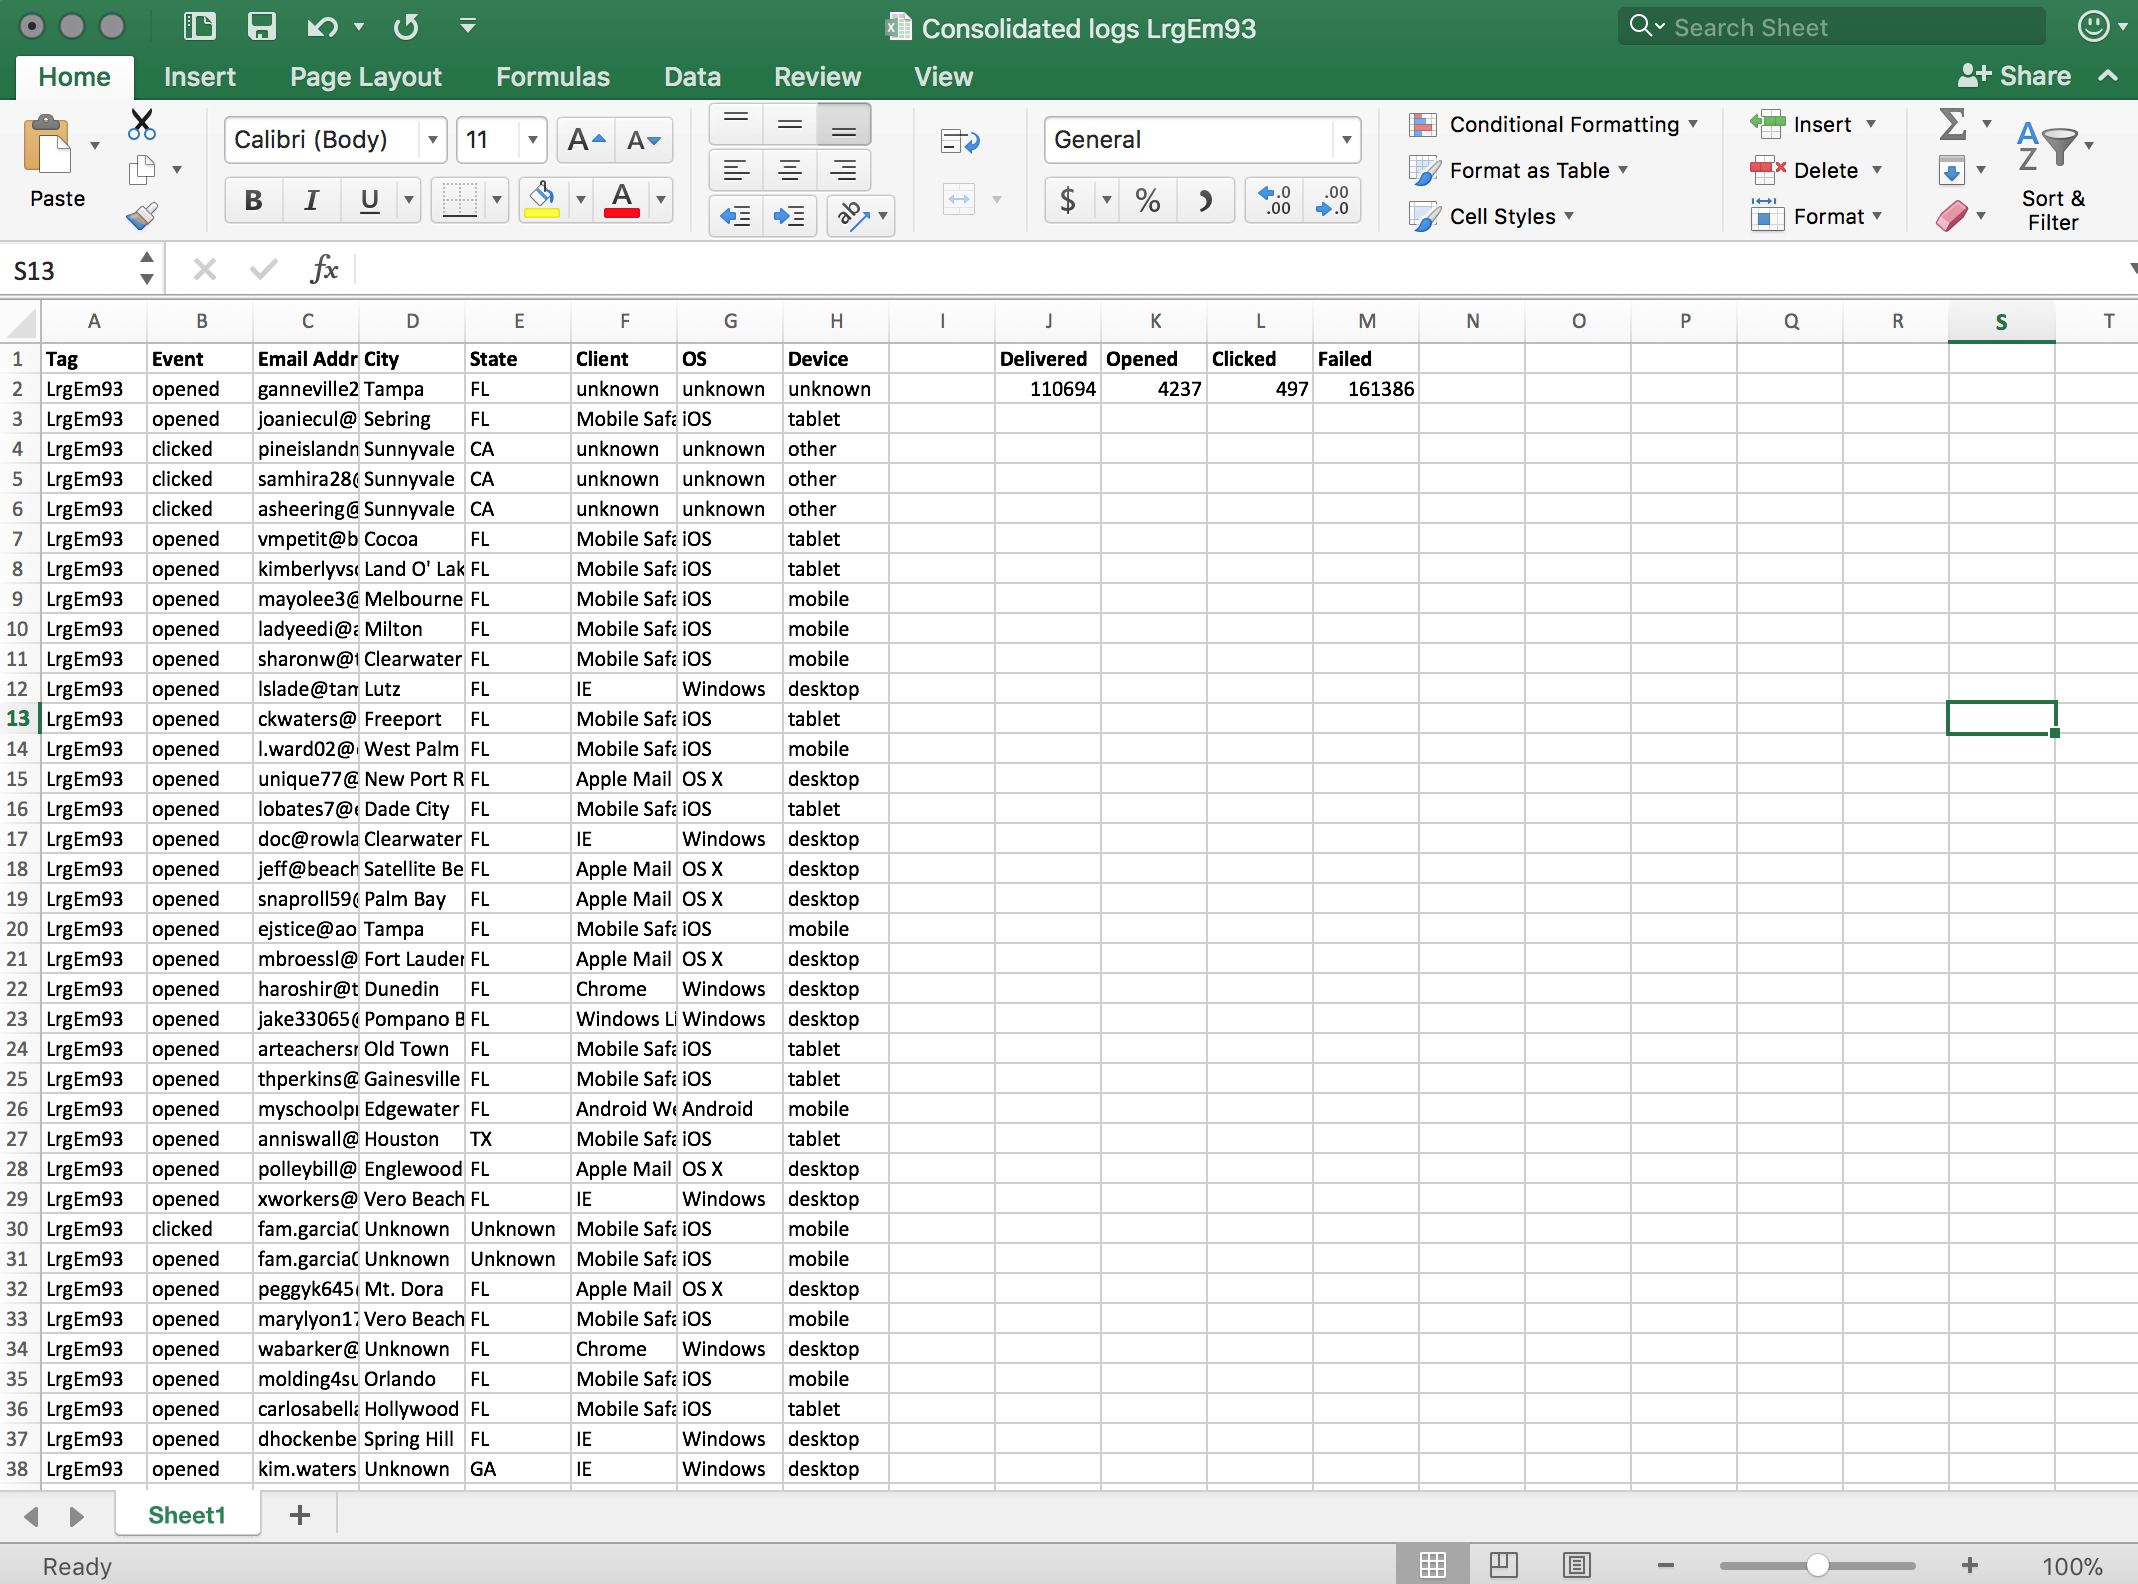 Consolidated logs LrgEm93
Search Sheet
Home Insert Page Layout Formulas Data Review View Share
Paste
Calibri (Body) 11 A A
B I U A
ab
General
$ % .0 .00 .00 .0
Conditional Formatting
Format as Table
Cell Styles
Insert
Delete
Format
Σ
A Z
Sort & Filter
S13 fx
A B C D E F G H I J K L M N O P Q R S T
1 Tag Event Email Addr City State Client OS Device Delivered Opened Clicked Failed
2 LrgEm93 opened ganneville2 Tampa FL unknown unknown unknown 110694 4237 497 161386
3 LrgEm93 opened joaniecul@ Sebring FL Mobile Safa iOS tablet
4 LrgEm93 clicked pineislandn Sunnyvale CA unknown unknown other
5 LrgEm93 clicked samhira28@ Sunnyvale CA unknown unknown other
6 LrgEm93 clicked asheering@ Sunnyvale CA unknown unknown other
7 LrgEm93 opened vmpetit@b Cocoa FL Mobile Safa iOS tablet
8 LrgEm93 opened kimberlyvs Land O' Lak FL Mobile Safa iOS tablet
9 LrgEm93 opened mayolee3@ Melbourne FL Mobile Safa iOS mobile
10 LrgEm93 opened ladyeedi@a Milton FL Mobile Safa iOS mobile
11 LrgEm93 opened sharonw@t Clearwater FL Mobile Safa iOS mobile
12 LrgEm93 opened lslade@tam Lutz FL IE Windows desktop
13 LrgEm93 opened ckwaters@ Freeport FL Mobile Safa iOS tablet
14 LrgEm93 opened l.ward02@ West Palm FL Mobile Safa iOS mobile
15 LrgEm93 opened unique77@ New Port R FL Apple Mail OS X desktop
16 LrgEm93 opened lobates7@e Dade City FL Mobile Safa iOS tablet
17 LrgEm93 opened doc@rowla Clearwater FL IE Windows desktop
18 LrgEm93 opened jeff@beach Satellite Be FL Apple Mail OS X desktop
19 LrgEm93 opened snaproll59@ Palm Bay FL Apple Mail OS X desktop
20 LrgEm93 opened ejstice@ao Tampa FL Mobile Safa iOS mobile
21 LrgEm93 opened mbroessl@ Fort Lauder FL Apple Mail OS X desktop
22 LrgEm93 opened haroshir@t Dunedin FL Chrome Windows desktop
23 LrgEm93 opened jake33065@ Pompano B FL Windows Li Windows desktop
24 LrgEm93 opened arteachersr Old Town FL Mobile Safa iOS tablet
25 LrgEm93 opened thperkins@ Gainesville FL Mobile Safa iOS tablet
26 LrgEm93 opened myschoolpr Edgewater FL Android We Android mobile
27 LrgEm93 opened anniswall@ Houston TX Mobile Safa iOS tablet
28 LrgEm93 opened polleybill@ Englewood FL Apple Mail OS X desktop
29 LrgEm93 opened xworkers@ Vero Beach FL IE Windows desktop
30 LrgEm93 clicked fam.garcia0 Unknown Unknown Mobile Safa iOS mobile
31 LrgEm93 opened fam.garcia0 Unknown Unknown Mobile Safa iOS mobile
32 LrgEm93 opened peggyk645 Mt. Dora FL Apple Mail OS X desktop
33 LrgEm93 opened marylyon17 Vero Beach FL Mobile Safa iOS mobile
34 LrgEm93 opened wabarker@ Unknown FL Chrome Windows desktop
35 LrgEm93 opened molding4su Orlando FL Mobile Safa iOS mobile
36 LrgEm93 opened carlosabella Hollywood FL Mobile Safa iOS tablet
37 LrgEm93 opened dhockenbe Spring Hill FL IE Windows desktop
38 LrgEm93 opened kim.waters Unknown GA IE Windows desktop
Sheet1 +
Ready 100%